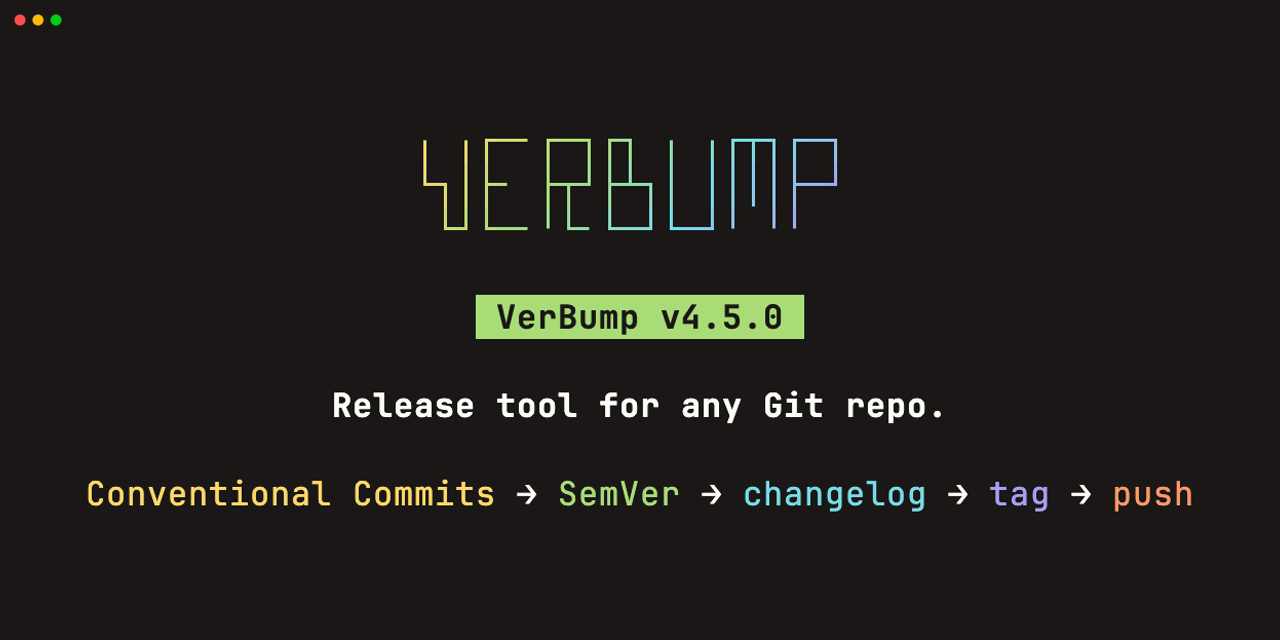 VERBUMP
VerBump v4.5.0
Release tool for any Git repo.
Conventional Commits → SemVer → changelog → tag → push